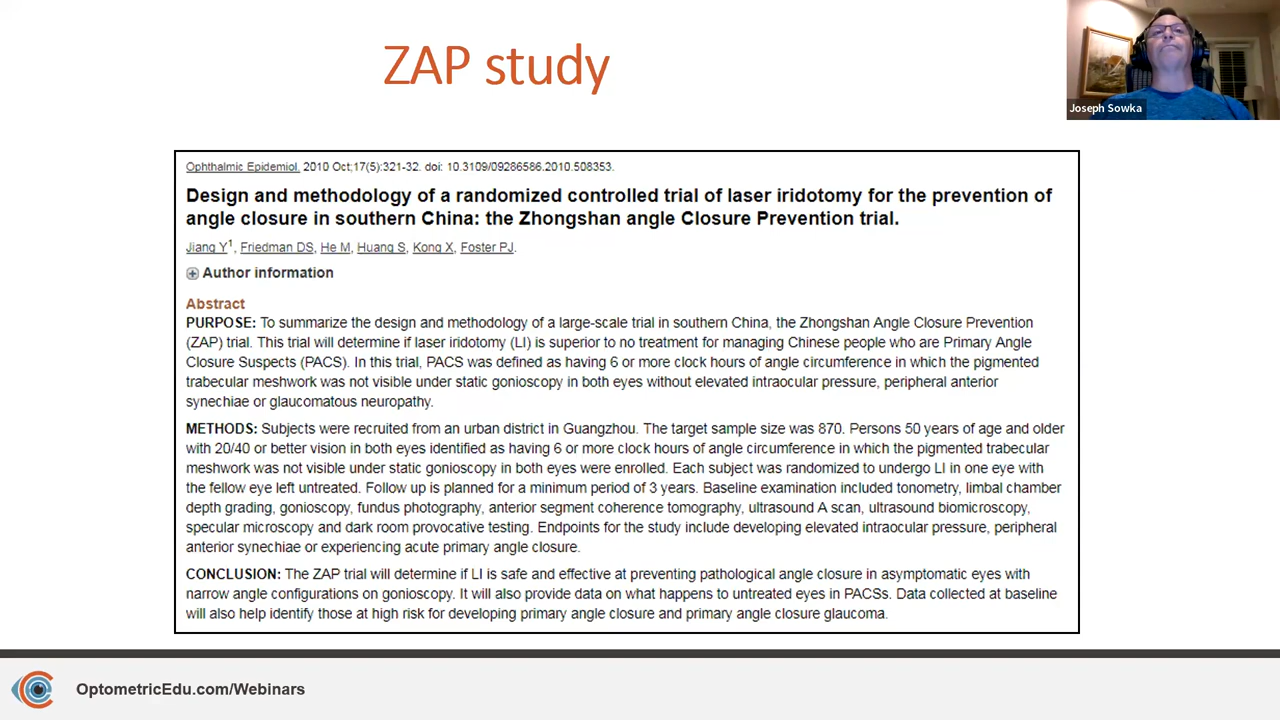 ZAP study
Joseph Sowka
Ophthalmic Epidemiol. 2010 Oct;17(5):321-32. doi: 10.3109/09286586.2010.508353.
Design and methodology of a randomized controlled trial of laser iridotomy for the prevention of
angle closure in southern China: the Zhongshan angle Closure Prevention trial.
Jiang Y1, Friedman DS, He M, Huang S, Kong X, Foster PJ.
Author information
Abstract
PURPOSE: To summarize the design and methodology of a large-scale trial in southern China, the Zhongshan Angle Closure Prevention
(ZAP) trial. This trial will determine if laser iridotomy (LI) is superior to no treatment for managing Chinese people who are Primary Angle
Closure Suspects (PACS). In this trial, PACS was defined as having 6 or more clock hours of angle circumference in which the pigmented
trabecular meshwork was not visible under static gonioscopy in both eyes without elevated intraocular pressure, peripheral anterior
synechiae or glaucomatous neuropathy.
METHODS: Subjects were recruited from an urban district in Guangzhou. The target sample size was 870. Persons 50 years of age and older
with 20/40 or better vision in both eyes identified as having 6 or more clock hours of angle circumference in which the pigmented trabecular
meshwork was not visible under static gonioscopy in both eyes were enrolled. Each subject was randomized to undergo LI in one eye with
the fellow eye left untreated. Follow up is planned for a minimum period of 3 years. Baseline examination included tonometry, limbal chamber
depth grading, gonioscopy, fundus photography, anterior segment coherence tomography, ultrasound A scan, ultrasound biomicroscopy,
specular microscopy and dark room provocative testing. Endpoints for the study include developing elevated intraocular pressure, peripheral
anterior synechiae or experiencing acute primary angle closure.
CONCLUSION: The ZAP trial will determine if LI is safe and effective at preventing pathological angle closure in asymptomatic eyes with
narrow angle configurations on gonioscopy. It will also provide data on what happens to untreated eyes in PACSs. Data collected at baseline
will also help identify those at high risk for developing primary angle closure and primary angle closure glaucoma.
OptometricEdu.com/Webinars